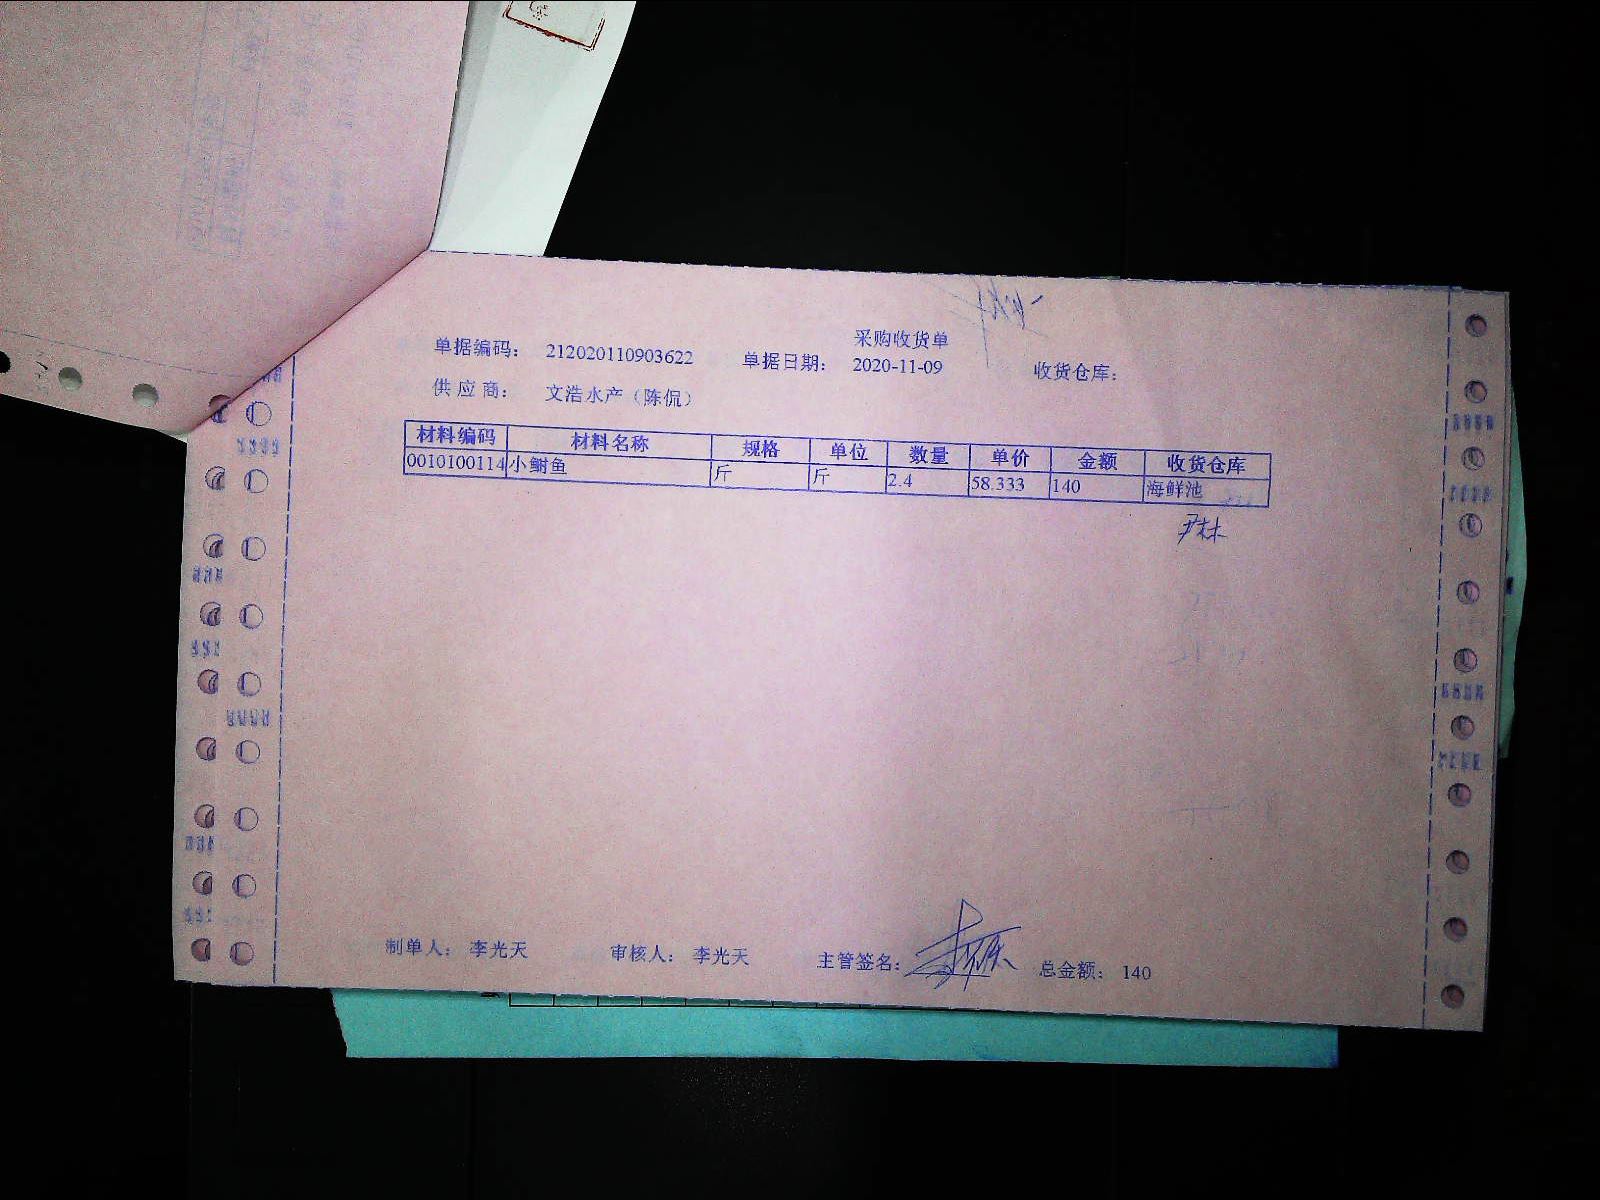 采购收货单
单据编码： 212020110903622 单据日期： 2020-11-09 收货仓库：
供 应 商： 文浩水产（陈侃）
材料编码 材料名称 规格 单位 数量 单价 金额 收货仓库
0010100114 小鲋鱼 斤 斤 2.4 58.333 140 海鲜池
制单人： 李光天 审核人： 李光天 主管签名： 总金额： 140